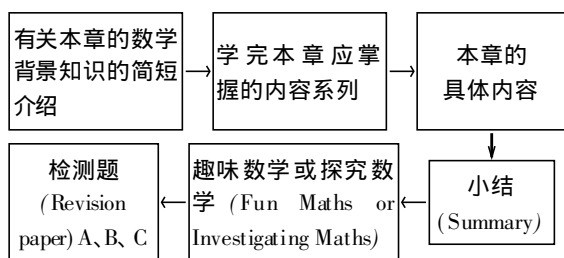 有关本章的数学
背景知识的简短
介绍
学完本章应掌
握的内容系列
本章的
具体内容
小结
(Summary)
趣味数学或探究数
学(Fun Maths or
Investigating Maths)
检测题
(Revision
paper)A、B、C